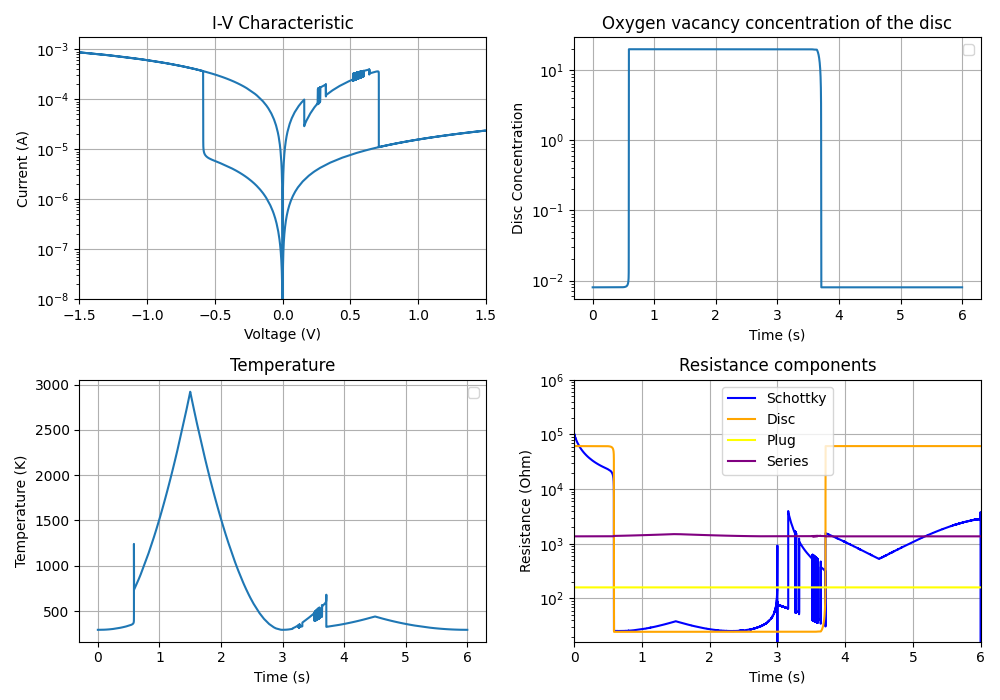 I-V Characteristic
Current (A)
10⁻³
10⁻⁴
10⁻⁵
10⁻⁶
10⁻⁷
10⁻⁸
−1.5 −1.0 −0.5 0.0 0.5 1.0 1.5
Voltage (V)
Oxygen vacancy concentration of the disc
Disc Concentration
10¹
10⁰
10⁻¹
10⁻²
0 1 2 3 4 5 6
Time (s)
Temperature
Temperature (K)
3000
2500
2000
1500
1000
500
0 1 2 3 4 5 6
Time (s)
Resistance components
Resistance (Ohm)
10⁶
10⁵
10⁴
10³
10²
Schottky
Disc
Plug
Series
0 1 2 3 4 5 6
Time (s)